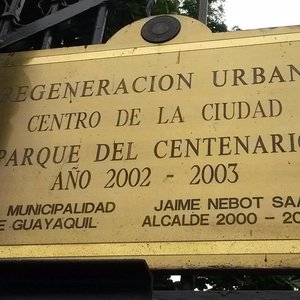 REGENERACION URBAN
CENTRO DE LA CIUDAD
PARQUE DEL CENTENARIO
AÑO 2002 - 2003
MUNICIPALIDAD JAIME NEBOT SAA
E GUAYAQUIL ALCALDE 2000 - 20